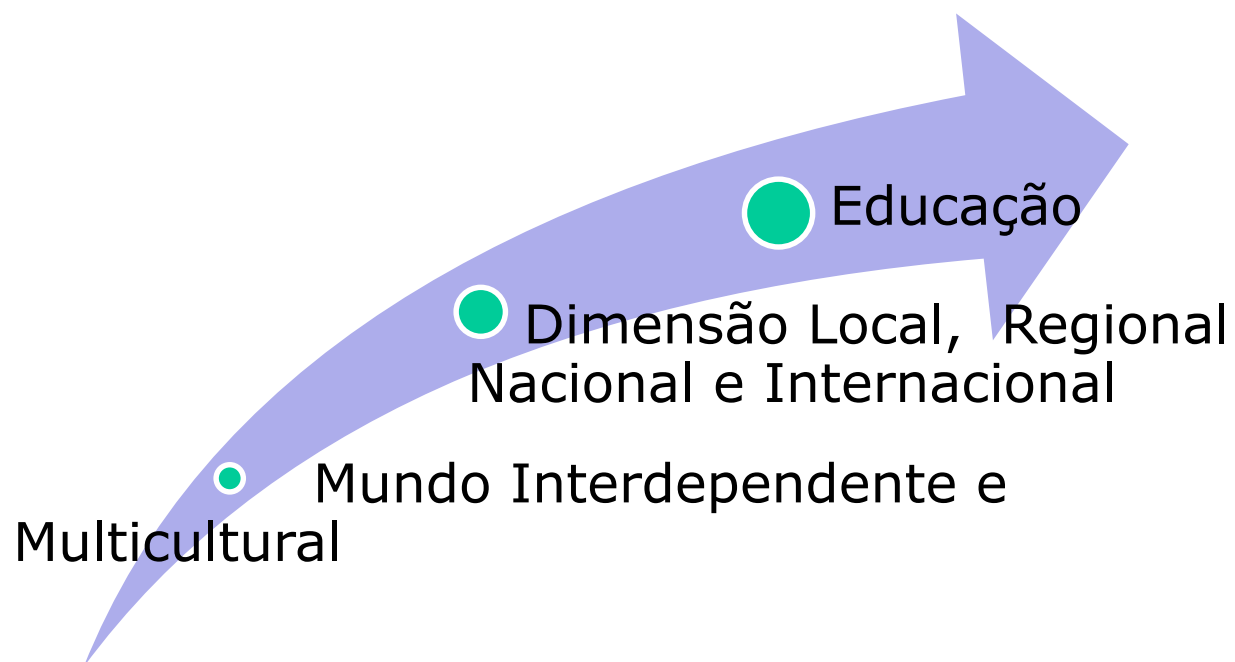 Educação
Dimensão Local, Regional
Nacional e Internacional
Mundo Interdependente e
Multicultural